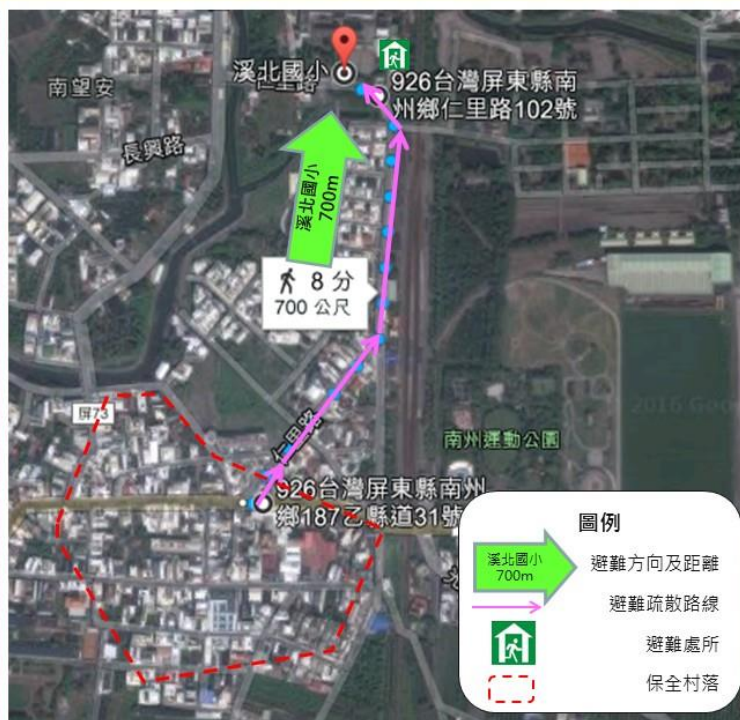 溪北國小
仁里路
926台灣屏東縣南
州鄉仁里路102號
南望安
長興路
溪北國小
700m
8 分
700 公尺
屏73
仁里路
南州運動公園
2016 Goo
926台灣屏東縣南州
鄉187乙縣道31號
圖例
溪北國小
700m
避難方向及距離
避難疏散路線
避難處所
保全村落